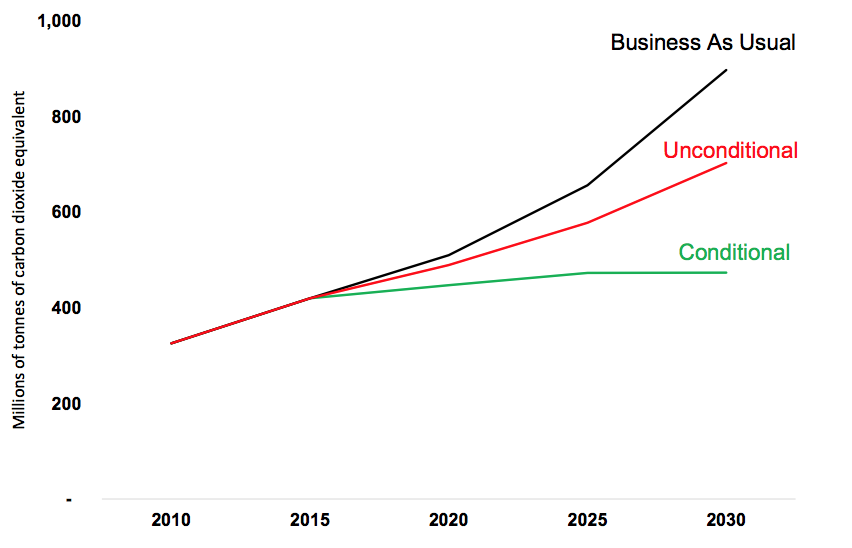 1,000
Business As Usual
800
Unconditional
600
Conditional
400
200
-
2010 2015 2020 2025 2030
Millions of tonnes of carbon dioxide equivalent